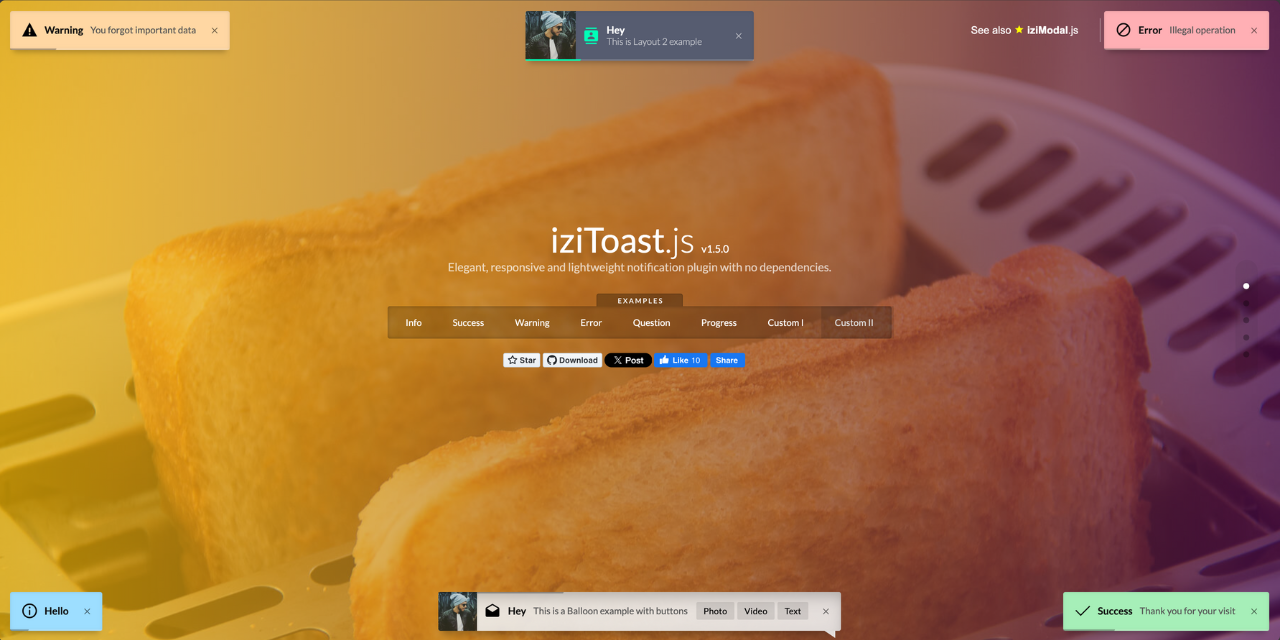 Warning You forgot important data
Hey
This is Layout 2 example
See also ★ iziModal.js
Error Illegal operation
iziToast.js v1.5.0
Elegant, responsive and lightweight notification plugin with no dependencies.
EXAMPLES
Info Success Warning Error Question Progress Custom I Custom II
Star Download Post Like 10 Share
Hello
Hey This is a Balloon example with buttons Photo Video Text
Success Thank you for your visit